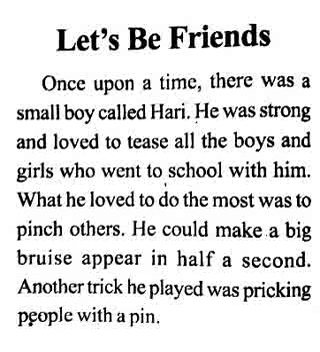 Let's Be Friends
Once upon a time, there was a
small boy called Hari. He was strong
and loved to tease all the boys and
girls who went to school with him.
What he loved to do the most was to
pinch others. He could make a big
bruise appear in half a second.
Another trick he played was pricking
people with a pin.